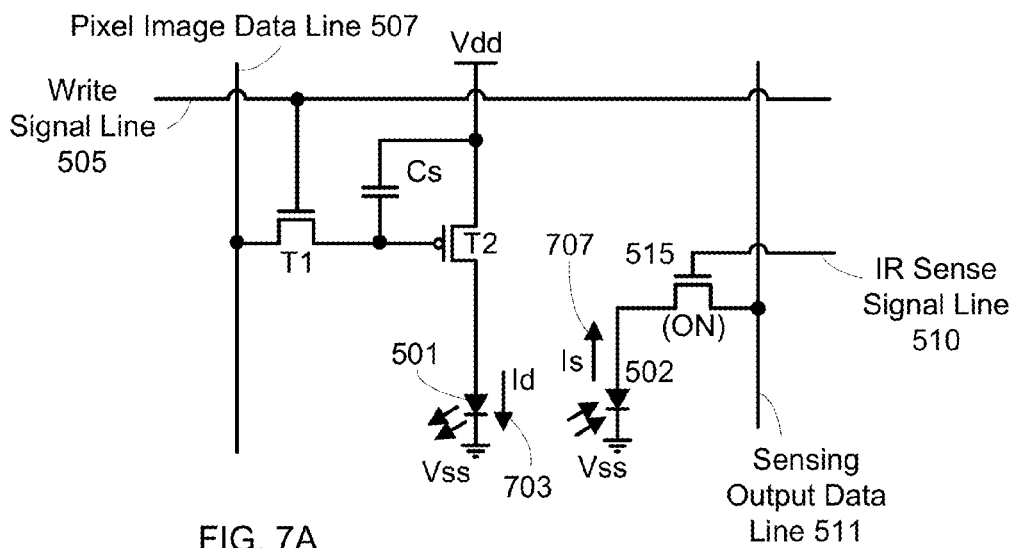 Pixel Image Data Line 507
Vdd
Write
Signal Line
505
Cs
T1
T2
707
515
(ON)
IR Sense
Signal Line
510
501
Id
Is
502
Vss
703
Vss
Sensing
Output Data
Line 511
FIG. 7A